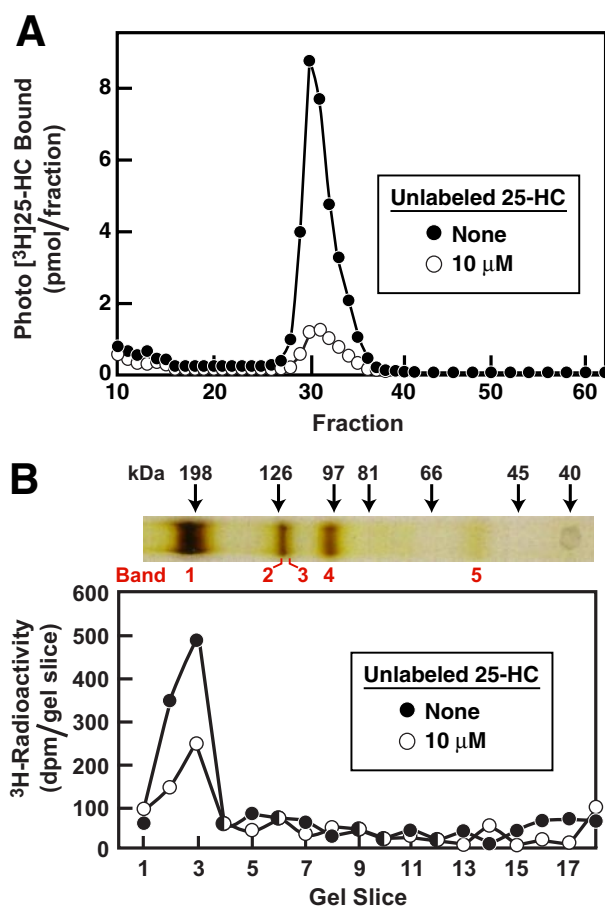 A
Photo [³H]25-HC Bound
(pmol/fraction)
8
6
4
2
0
Unlabeled 25-HC
None
10 μM
10 20 30 40 50 60
Fraction
B
kDa 198 126 97 81 66 45 40
Band 1 2 3 4 5
³H-Radioactivity
(dpm/gel slice)
600
500
400
300
200
100
0
Unlabeled 25-HC
None
10 μM
1 3 5 7 9 11 13 15 17
Gel Slice